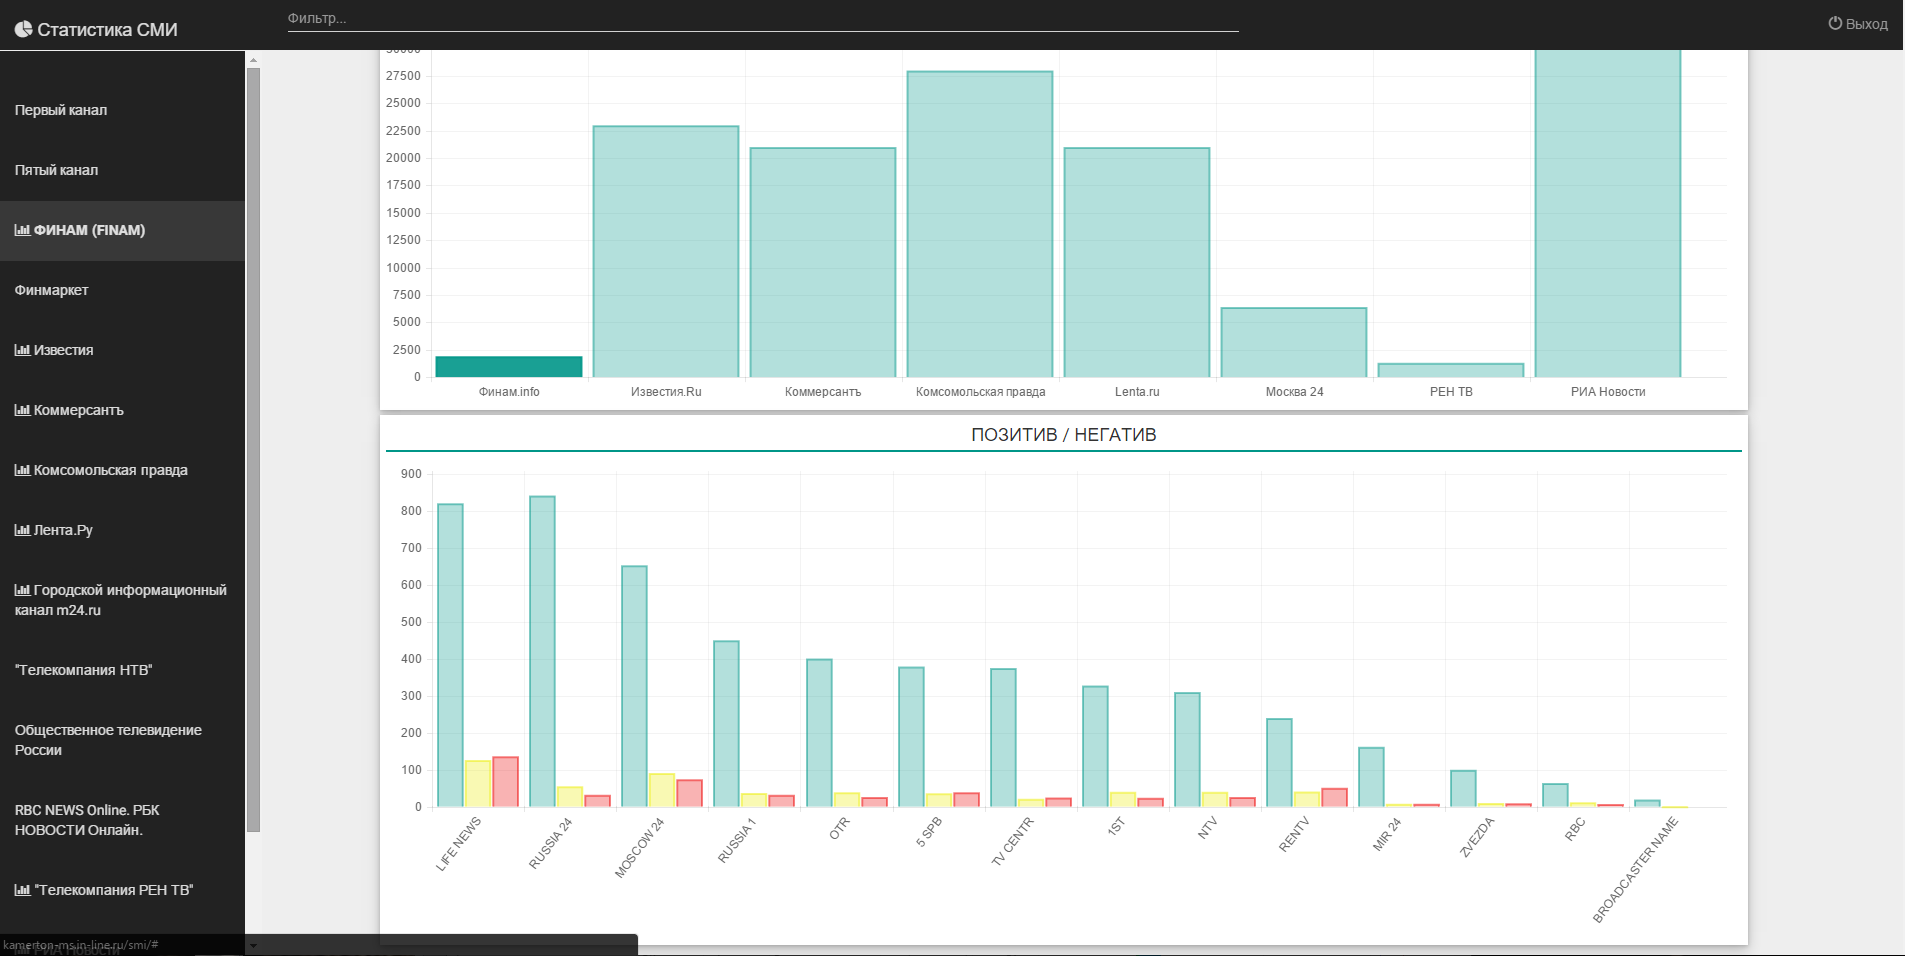 Статистика СМИ
Фильтр...
Выход
Первый канал
Пятый канал
ФИНАМ (FINAM)
Финмаркет
Известия
Коммерсантъ
Комсомольская правда
Лента.Ру
Городской информационный
канал m24.ru
"Телекомпания НТВ"
Общественное телевидение
России
RBC NEWS Online. РБК
НОВОСТИ Онлайн.
"Телекомпания РЕН ТВ"
РИА Новости
kamerton-ms.in-line.ru/smi/#
30000
27500
25000
22500
20000
17500
15000
12500
10000
7500
5000
2500
0
Финам.info
Известия.Ru
Коммерсантъ
Комсомольская правда
Lenta.ru
Москва 24
РЕН ТВ
РИА Новости
ПОЗИТИВ / НЕГАТИВ
900
800
700
600
500
400
300
200
100
0
LIFE NEWS
RUSSIA 24
MOSCOW 24
RUSSIA 1
OTR
5 SPB
TV CENTR
1ST
NTV
RENTV
MIR 24
ZVEZDA
RBC
BROADCASTER NAME